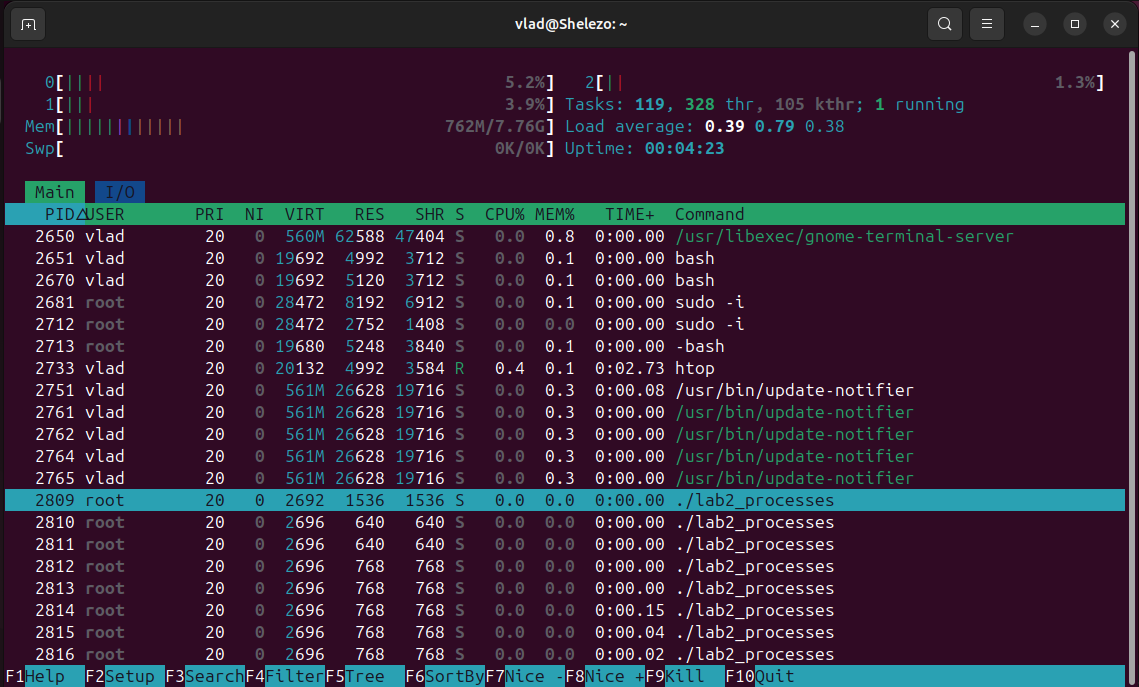 vlad@Shelezo: ~
0[|||| 5.2%] 2[|| 1.3%]
1[||| 3.9%] Tasks: 119, 328 thr, 105 kthr; 1 running
Mem[|||||||||||| 762M/7.76G] Load average: 0.39 0.79 0.38
Swp[ 0K/0K] Uptime: 00:04:23
Main I/O
PID△USER PRI NI VIRT RES SHR S CPU% MEM% TIME+ Command
2650 vlad 20 0 560M 62588 47404 S 0.0 0.8 0:00.00 /usr/libexec/gnome-terminal-server
2651 vlad 20 0 19692 4992 3712 S 0.0 0.1 0:00.00 bash
2670 vlad 20 0 19692 5120 3712 S 0.0 0.1 0:00.00 bash
2681 root 20 0 28472 8192 6912 S 0.0 0.1 0:00.00 sudo -i
2712 root 20 0 28472 2752 1408 S 0.0 0.0 0:00.00 sudo -i
2713 root 20 0 19680 5248 3840 S 0.0 0.1 0:00.00 -bash
2733 vlad 20 0 20132 4992 3584 R 0.4 0.1 0:02.73 htop
2751 vlad 20 0 561M 26628 19716 S 0.0 0.3 0:00.08 /usr/bin/update-notifier
2761 vlad 20 0 561M 26628 19716 S 0.0 0.3 0:00.00 /usr/bin/update-notifier
2762 vlad 20 0 561M 26628 19716 S 0.0 0.3 0:00.00 /usr/bin/update-notifier
2764 vlad 20 0 561M 26628 19716 S 0.0 0.3 0:00.00 /usr/bin/update-notifier
2765 vlad 20 0 561M 26628 19716 S 0.0 0.3 0:00.00 /usr/bin/update-notifier
2809 root 20 0 2692 1536 1536 S 0.0 0.0 0:00.00 ./lab2_processes
2810 root 20 0 2696 640 640 S 0.0 0.0 0:00.00 ./lab2_processes
2811 root 20 0 2696 640 640 S 0.0 0.0 0:00.00 ./lab2_processes
2812 root 20 0 2696 768 768 S 0.0 0.0 0:00.00 ./lab2_processes
2813 root 20 0 2696 768 768 S 0.0 0.0 0:00.00 ./lab2_processes
2814 root 20 0 2696 768 768 S 0.0 0.0 0:00.15 ./lab2_processes
2815 root 20 0 2696 768 768 S 0.0 0.0 0:00.04 ./lab2_processes
2816 root 20 0 2696 768 768 S 0.0 0.0 0:00.02 ./lab2_processes
F1Help F2Setup F3SearchF4FilterF5Tree F6SortByF7Nice -F8Nice +F9Kill F10Quit